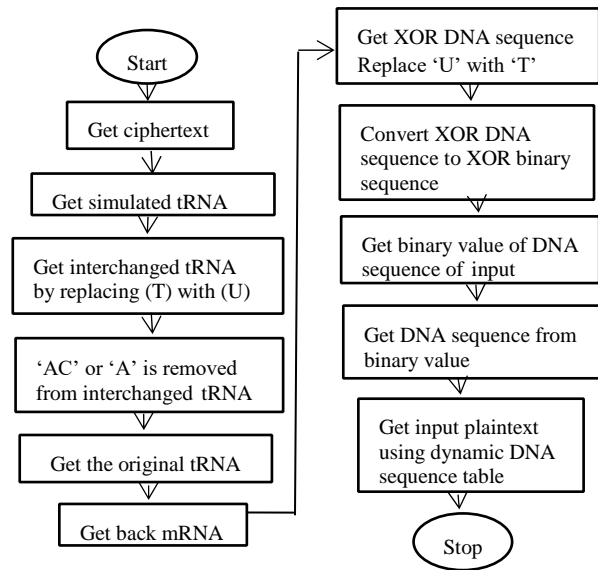 Start
Get ciphertext
Get simulated tRNA
Get interchanged tRNA
by replacing (T) with (U)
‘AC’ or ‘A’ is removed
from interchanged tRNA
Get the original tRNA
Get back mRNA
Get XOR DNA sequence
Replace ‘U’ with ‘T’
Convert XOR DNA
sequence to XOR binary
sequence
Get binary value of DNA
sequence of input
Get DNA sequence from
binary value
Get input plaintext
using dynamic DNA
sequence table
Stop